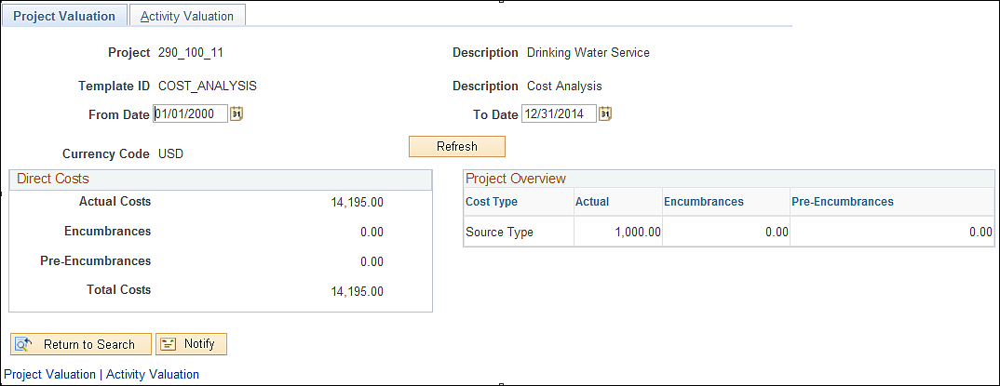 Project Valuation Activity Valuation
Project 290_100_11 Description Drinking Water Service
Template ID COST_ANALYSIS Description Cost Analysis
From Date 01/01/2000 31 To Date 12/31/2014 31
Currency Code USD Refresh
Direct Costs
Actual Costs 14,195.00
Encumbrances 0.00
Pre-Encumbrances 0.00
Total Costs 14,195.00
Project Overview
Cost Type Actual Encumbrances Pre-Encumbrances
Source Type 1,000.00 0.00 0.00
Return to Search Notify
Project Valuation | Activity Valuation